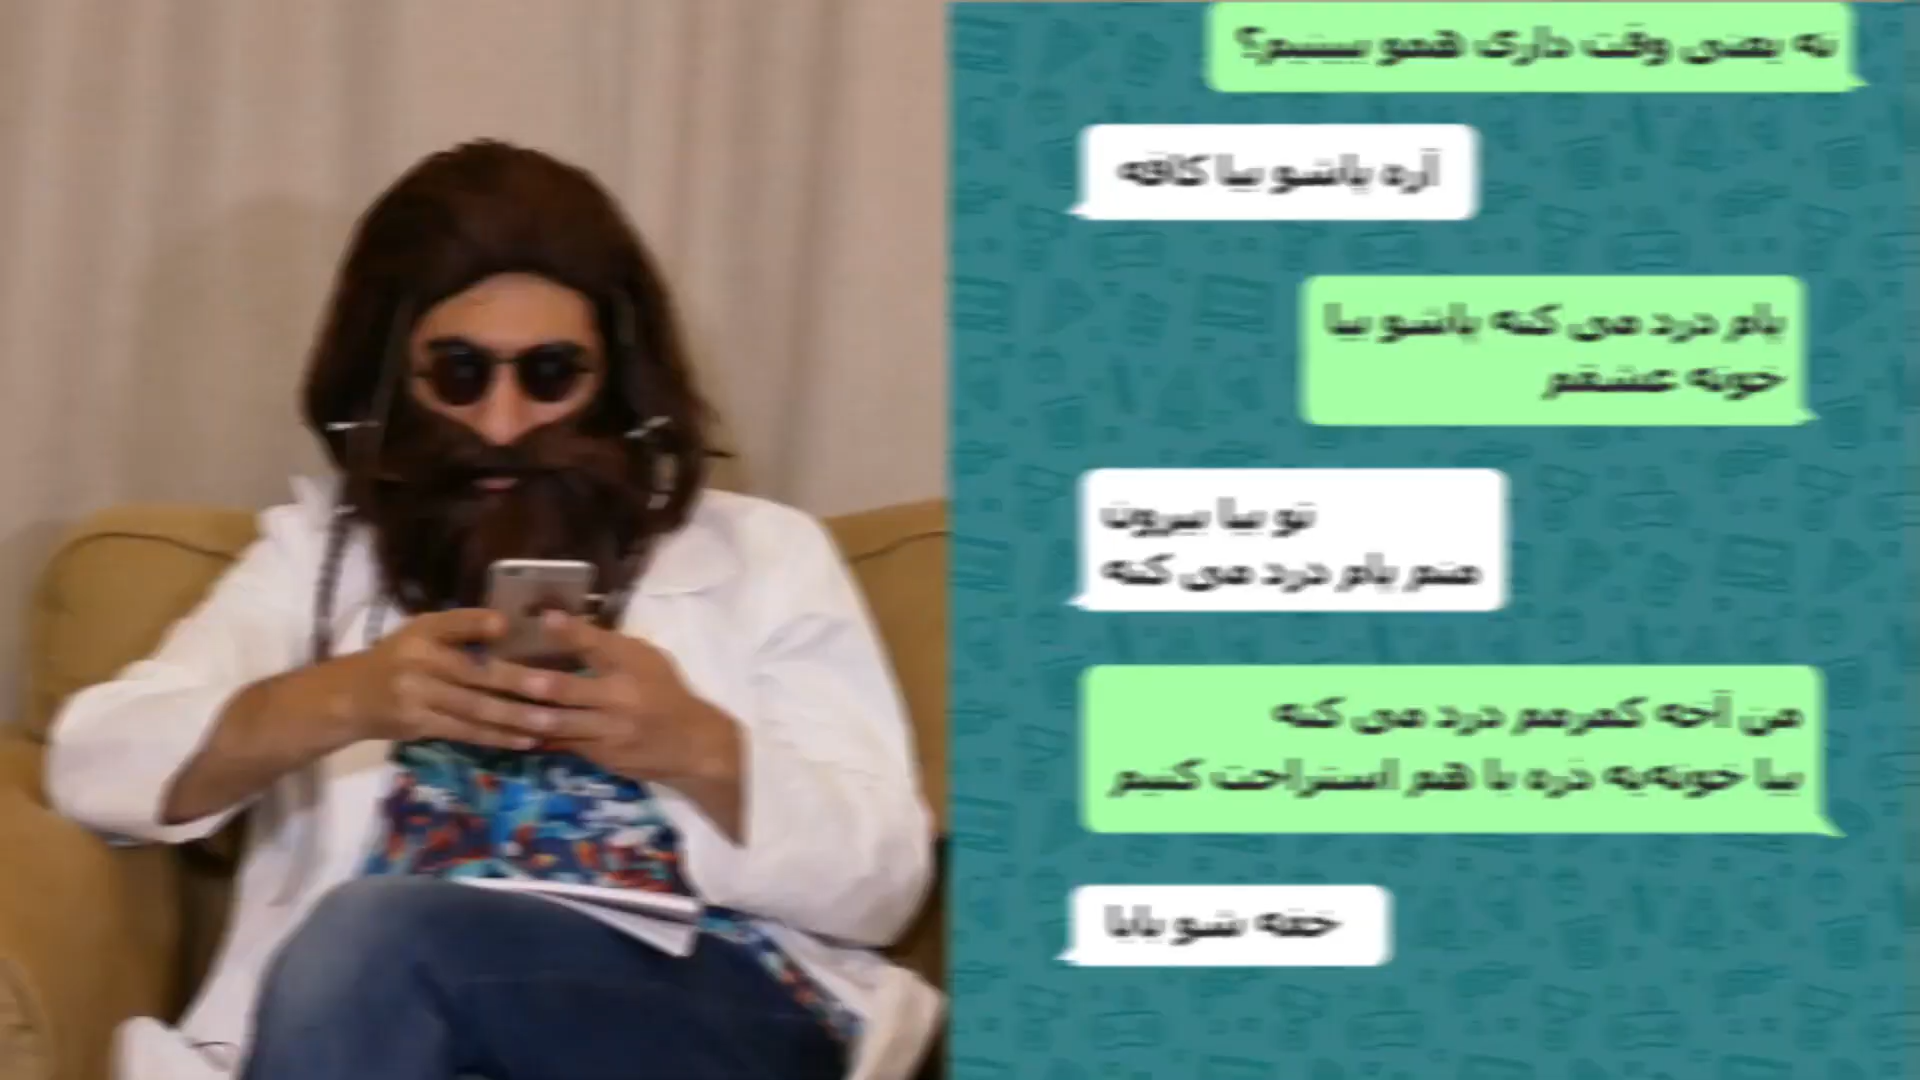 نه یعنی وقت داری همو ببینیم؟
آره پاشو بیا کافه
پام درد می کنه پاشو بیا
خونه عشقم
تو بیا بیرون
منم پام درد می کنه
من آخه کمرمم درد می کنه
بیا خونه یه ذره با هم استراحت کنیم
خفه شو بابا